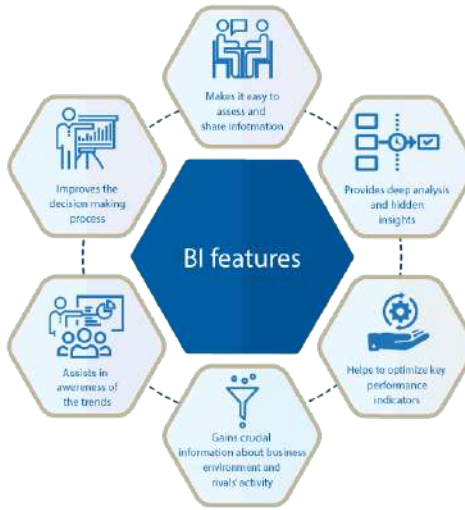 Makes it easy to
assess and
share information
Improves the
decision making
process
Provides deep analysis
and hidden
insights
BI features
Assists in
awareness of
the trends
Helps to optimize key
performance
indicators
Gains crucial
information about business
environment and
rivals' activity